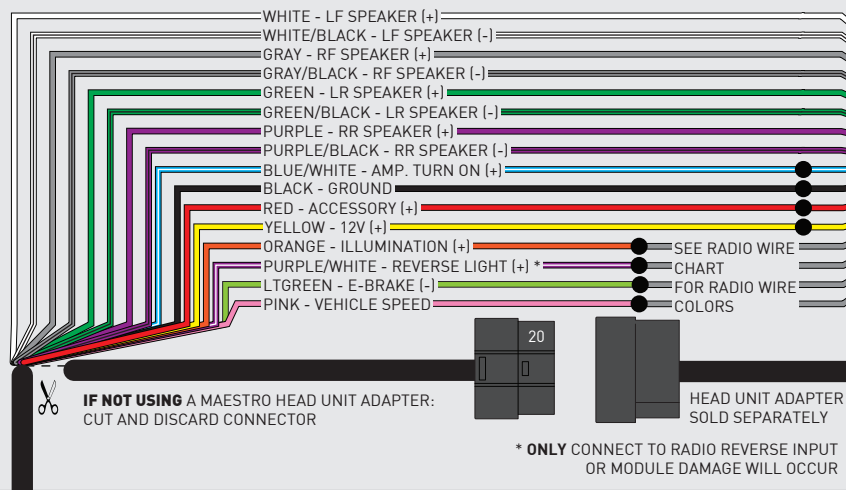 WHITE - LF SPEAKER (+)
WHITE/BLACK - LF SPEAKER (-)
GRAY - RF SPEAKER (+)
GRAY/BLACK - RF SPEAKER (-)
GREEN - LR SPEAKER (+)
GREEN/BLACK - LR SPEAKER (-)
PURPLE - RR SPEAKER (+)
PURPLE/BLACK - RR SPEAKER (-)
BLUE/WHITE - AMP. TURN ON (+)
BLACK - GROUND
RED - ACCESSORY (+)
YELLOW - 12V (+)
ORANGE - ILLUMINATION (+)
PURPLE/WHITE - REVERSE LIGHT (+) *
LTGREEN - E-BRAKE (-)
PINK - VEHICLE SPEED
SEE RADIO WIRE
CHART
FOR RADIO WIRE
COLORS
20
IF NOT USING A MAESTRO HEAD UNIT ADAPTER:
CUT AND DISCARD CONNECTOR
HEAD UNIT ADAPTER
SOLD SEPARATELY
* ONLY CONNECT TO RADIO REVERSE INPUT
OR MODULE DAMAGE WILL OCCUR